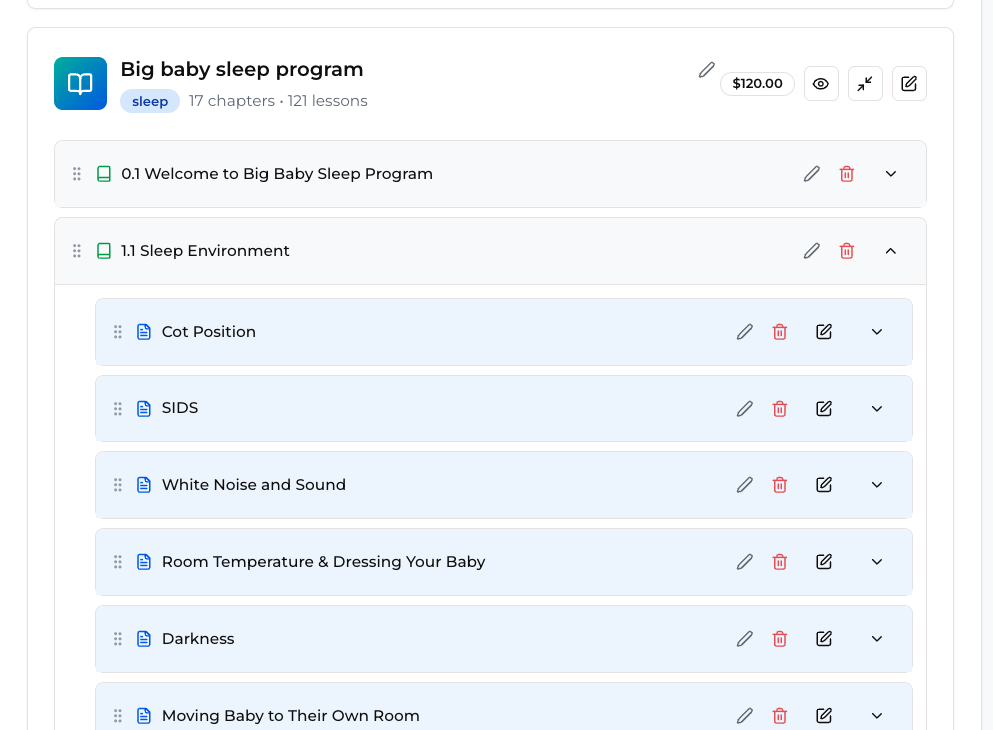 Big baby sleep program
sleep 17 chapters • 121 lessons
$120.00
0.1 Welcome to Big Baby Sleep Program
1.1 Sleep Environment
Cot Position
SIDS
White Noise and Sound
Room Temperature & Dressing Your Baby
Darkness
Moving Baby to Their Own Room